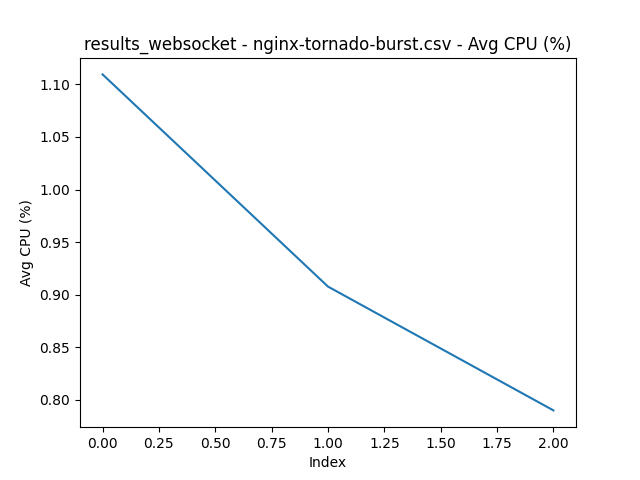 results_websocket - nginx-tornado-burst.csv - Avg CPU (%)
1.10
1.05
1.00
0.95
0.90
0.85
0.80
Avg CPU (%)
0.00 0.25 0.50 0.75 1.00 1.25 1.50 1.75 2.00
Index